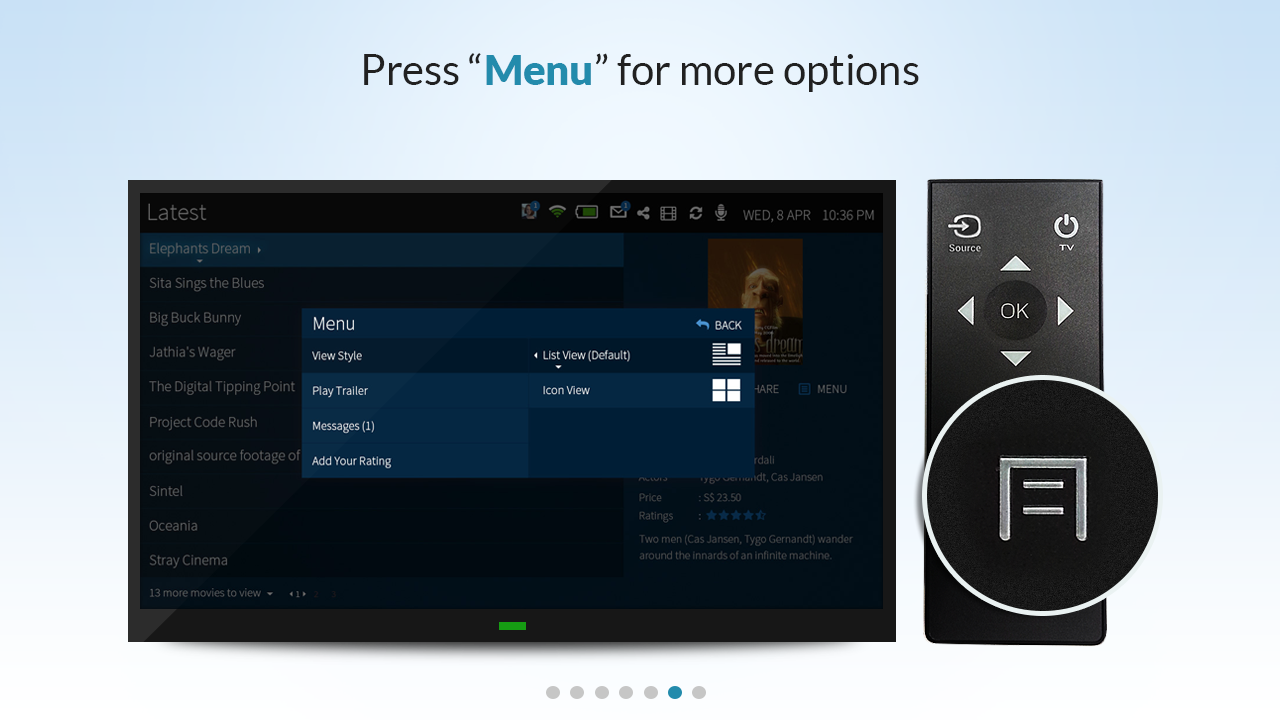 Press “Menu” for more options
Latest
1
1
WED, 8 APR 10:36 PM
Elephants Dream
Sita Sings the Blues
Big Buck Bunny
Jathia's Wager
The Digital Tipping Point
Project Code Rush
original source footage of
Sintel
Oceania
Stray Cinema
13 more movies to view
1 2 3
Menu
BACK
View Style
List View (Default)
Play Trailer
Icon View
Messages (1)
Add Your Rating
MENU
Actors Tygo Gernandt, Cas Jansen
Price : S$ 23.50
Ratings :
Two men (Cas Jansen, Tygo Gernandt) wander
around the innards of an infinite machine.
Source
TV
OK